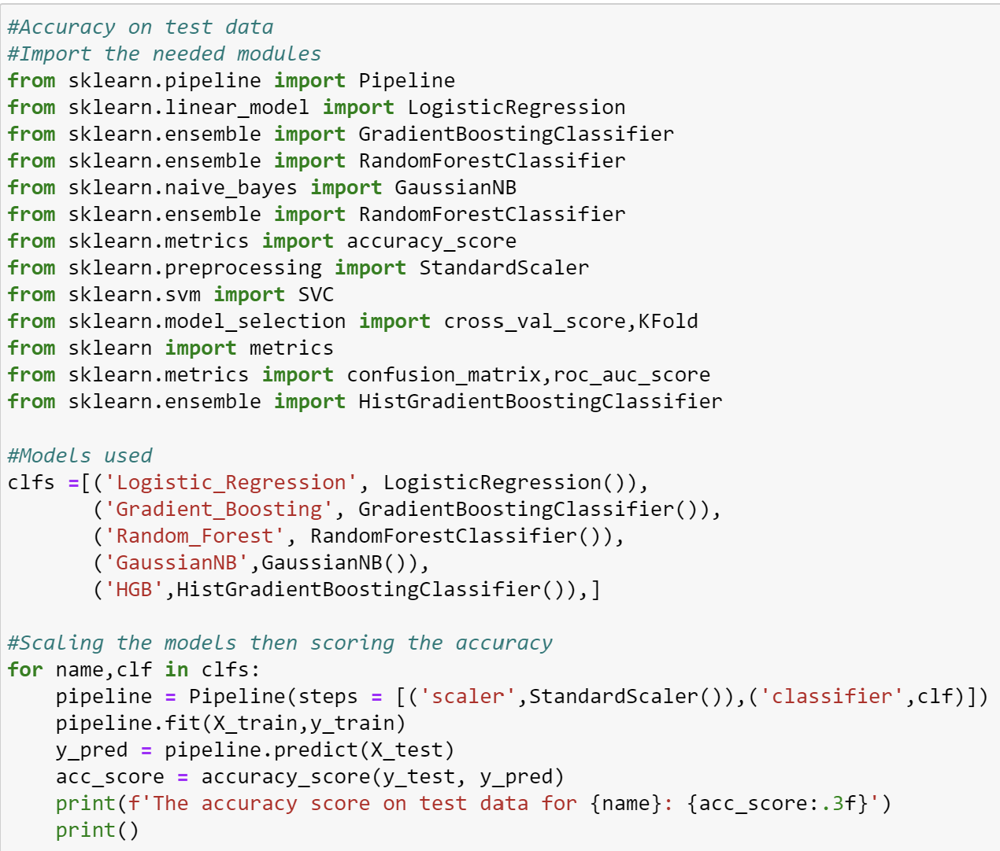 #Accuracy on test data
#Import the needed modules
from sklearn.pipeline import Pipeline
from sklearn.linear_model import LogisticRegression
from sklearn.ensemble import GradientBoostingClassifier
from sklearn.ensemble import RandomForestClassifier
from sklearn.naive_bayes import GaussianNB
from sklearn.ensemble import RandomForestClassifier
from sklearn.metrics import accuracy_score
from sklearn.preprocessing import StandardScaler
from sklearn.svm import SVC
from sklearn.model_selection import cross_val_score,KFold
from sklearn import metrics
from sklearn.metrics import confusion_matrix,roc_auc_score
from sklearn.ensemble import HistGradientBoostingClassifier

#Models used
clfs =[('Logistic_Regression', LogisticRegression()),
       ('Gradient_Boosting', GradientBoostingClassifier()),
       ('Random_Forest', RandomForestClassifier()),
       ('GaussianNB',GaussianNB()),
       ('HGB',HistGradientBoostingClassifier()),]

#Scaling the models then scoring the accuracy
for name,clf in clfs:
    pipeline = Pipeline(steps = [('scaler',StandardScaler()),('classifier',clf)])
    pipeline.fit(X_train,y_train)
    y_pred = pipeline.predict(X_test)
    acc_score = accuracy_score(y_test, y_pred)
    print(f'The accuracy score on test data for {name}: {acc_score:.3f}')
    print()